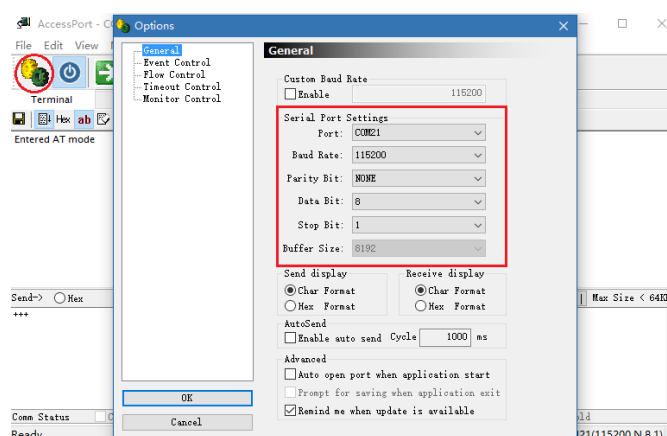 AccessPort - C
Options
File Edit View
General
Event Control
Flow Control
Timeout Control
Monitor Control
General
Custom Baud Rate
Enable 115200
Terminal
Hex ab
Entered AT mode
Serial Port Settings
Port: COM21
Baud Rate: 115200
Parity Bit: NONE
Data Bit: 8
Stop Bit: 1
Buffer Size: 8192
Send display Receive display
Char Format Char Format
Hex Format Hex Format
Send-> Hex
Max Size < 64K
+++
AutoSend
Enable auto send Cycle 1000 ms
Advanced
Auto open port when application start
Prompt for saving when application exit
Remind me when update is available
OK
Cancel
Comm Status
Ready
21(115200,N,8,1)